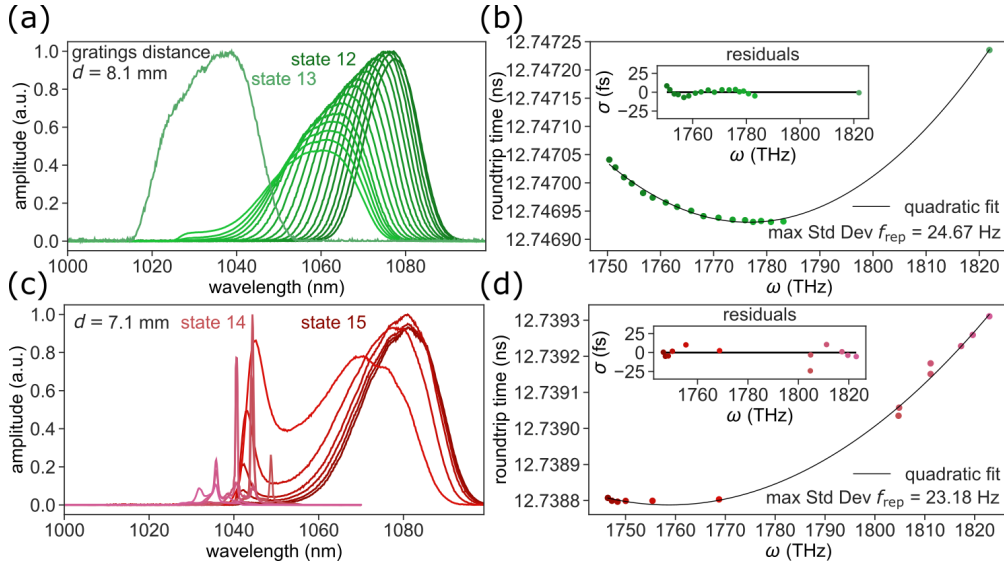 (a)
gratings distance
d = 8.1 mm
state 12
state 13
amplitude (a.u.)
1.0
0.8
0.6
0.4
0.2
0.0
1000
1020
1040
1060
1080
wavelength (nm)
(b)
residuals
σ (fs)
25
0
−25
1760
1780
1800
1820
ω (THz)
roundtrip time (ns)
12.74725
12.74720
12.74715
12.74710
12.74705
12.74700
12.74695
12.74690
quadratic fit
max Std Dev frep = 24.67 Hz
1750
1760
1770
1780
1790
1800
1810
1820
ω (THz)
(c)
d = 7.1 mm
state 14
state 15
amplitude (a.u.)
1.0
0.8
0.6
0.4
0.2
0.0
1000
1020
1040
1060
1080
wavelength (nm)
(d)
residuals
σ (fs)
25
0
−25
1760
1780
1800
1820
ω (THz)
roundtrip time (ns)
12.7393
12.7392
12.7391
12.7390
12.7389
12.7388
quadratic fit
max Std Dev frep = 23.18 Hz
1750
1760
1770
1780
1790
1800
1810
1820
ω (THz)